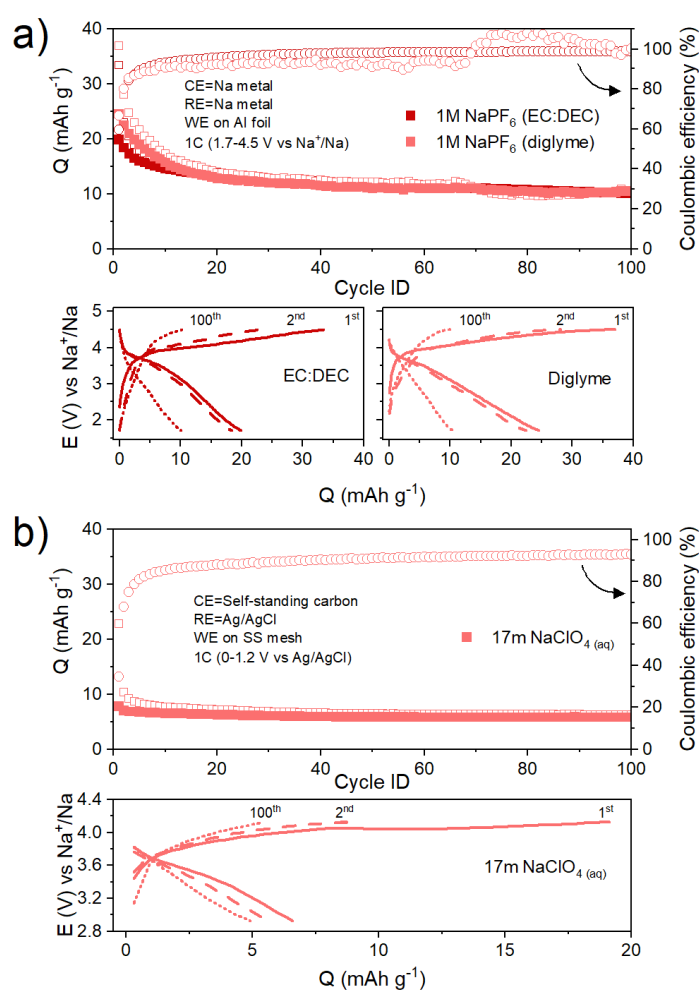 a)
40
30
20
10
0
Q (mAh g⁻¹)
CE=Na metal
RE=Na metal
WE on Al foil
1C (1.7-4.5 V vs Na⁺/Na)
1M NaPF₆ (EC:DEC)
1M NaPF₆ (diglyme)
100
80
60
40
20
0
Coulombic efficiency (%)
0 20 40 60 80 100
Cycle ID
5
4
3
2
E (V) vs Na⁺/Na
100th 2nd 1st
EC:DEC
0 10 20 30 40
100th 2nd 1st
Diglyme
0 10 20 30 40
Q (mAh g⁻¹)
b)
40
30
20
10
0
Q (mAh g⁻¹)
CE=Self-standing carbon
RE=Ag/AgCl
WE on SS mesh
1C (0-1.2 V vs Ag/AgCl)
17m NaClO₄ (aq)
100
80
60
40
20
0
Coulombic efficiency (%)
0 20 40 60 80 100
Cycle ID
4.4
4.0
3.6
3.2
2.8
E (V) vs Na⁺/Na
100th 2nd 1st
17m NaClO₄ (aq)
0 5 10 15 20
Q (mAh g⁻¹)